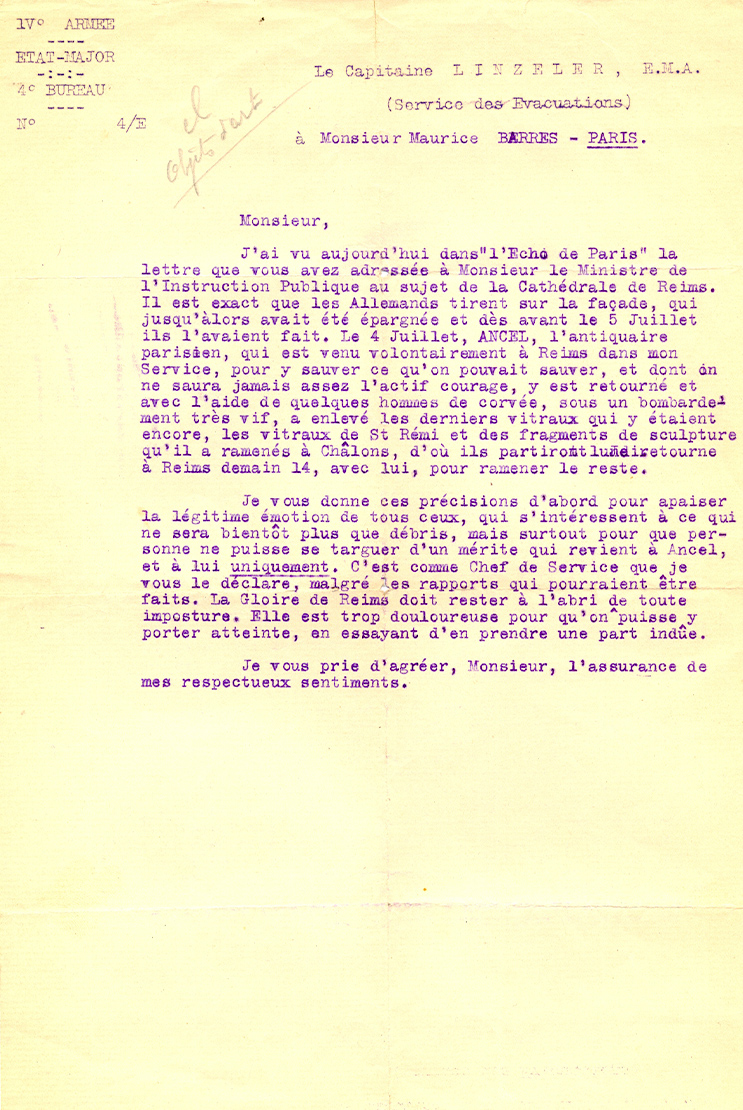 IV° ARMEE
----
ETAT-MAJOR
-:-:-
4° BUREAU
----
N° 4/E
et
objets d'art
Le Capitaine L I N Z E L E R , E.M.A.
(Service des Evacuations)
à Monsieur Maurice BARRES - PARIS.
Monsieur,
J'ai vu aujourd'hui dans"l'Echo de Paris" la
lettre que vous avez adressée à Monsieur le Ministre de
l'Instruction Publique au sujet de la Cathédrale de Reims.
Il est exact que les Allemands tirent sur la façade, qui
jusqu'àlors avait été épargnée et dès avant le 5 Juillet
ils l'avaient fait. Le 4 Juillet, ANCEL, l'antiquaire
parisien, qui est venu volontairement à Reims dans mon
Service, pour y sauver ce qu'on pouvait sauver, et dont on
ne saura jamais assez l'actif courage, y est retourné et
avec l'aide de quelques hommes de corvée, sous un bombarde-
ment très vif, a enlevé les derniers vitraux qui y étaient
encore, les vitraux de St Rémi et des fragments de sculpture
qu'il a ramenés à Châlons, d'où ils partiront retourne
à Reims demain 14, avec lui, pour ramener le reste.
Je vous donne ces précisions d'abord pour apaiser
la légitime émotion de tous ceux, qui s'intéressent à ce qui
ne sera bientôt plus que débris, mais surtout pour que per-
sonne ne puisse se targuer d'un mérite qui revient à Ancel,
et à lui uniquement. C'est comme Chef de Service que je
vous le déclare, malgré les rapports qui pourraient être
faits. La Gloire de Reims doit rester à l'abri de toute
imposture. Elle est trop douloureuse pour qu'on puisse y
porter atteinte, en essayant d'en prendre une part indûe.
Je vous prie d'agréer, Monsieur, l'assurance de
mes respectueux sentiments.